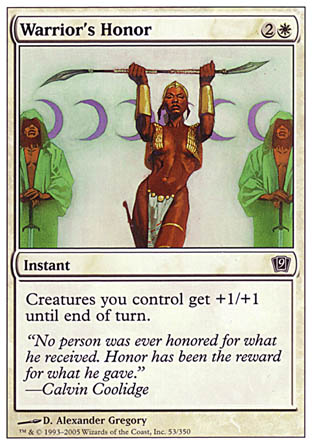 Warrior's Honor 2
Instant 9
Creatures you control get +1/+1
until end of turn.
“No person was ever honored for what
he received. Honor has been the reward
for what he gave.”
—Calvin Coolidge
D. Alexander Gregory
™ & © 1993–2005 Wizards of the Coast, Inc. 53/350